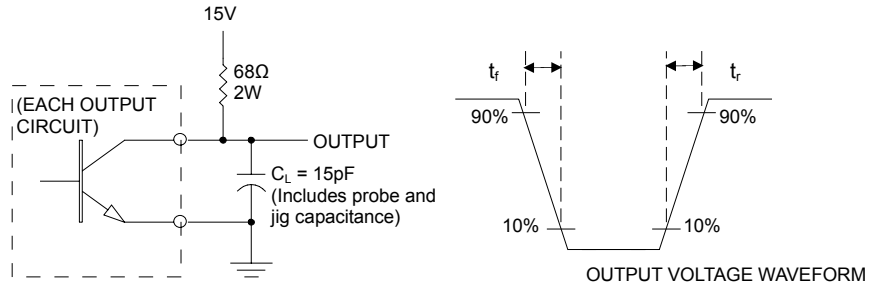 15V
68Ω
2W
(EACH OUTPUT
CIRCUIT)
OUTPUT
C_L = 15pF
(Includes probe and
jig capacitance)
t_f
t_r
90%
90%
10%
10%
OUTPUT VOLTAGE WAVEFORM